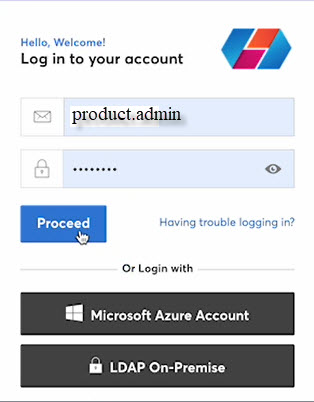 Hello, Welcome!
Log in to your account
product.admin
••••••••
Proceed
Having trouble logging in?
Or Login with
Microsoft Azure Account
LDAP On-Premise